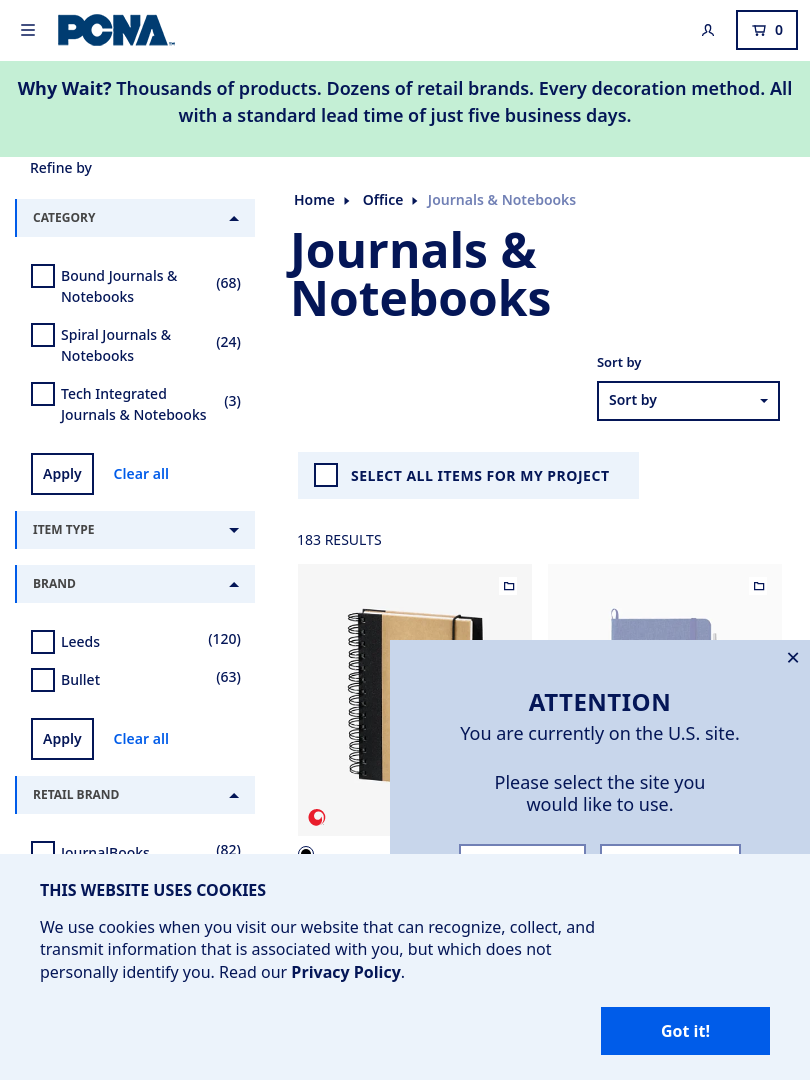 PCNA
0
Why Wait? Thousands of products. Dozens of retail brands. Every decoration method. All
with a standard lead time of just five business days.
Refine by
CATEGORY
Bound Journals &
Notebooks
(68)
Spiral Journals &
Notebooks
(24)
Tech Integrated
Journals & Notebooks
(3)
Apply
Clear all
ITEM TYPE
BRAND
Leeds
(120)
Bullet
(63)
Apply
Clear all
RETAIL BRAND
JournalBooks
(82)
Home
Office
Journals & Notebooks
Journals &
Notebooks
Sort by
Sort by
SELECT ALL ITEMS FOR MY PROJECT
183 RESULTS
ATTENTION
You are currently on the U.S. site.
Please select the site you
would like to use.
THIS WEBSITE USES COOKIES
We use cookies when you visit our website that can recognize, collect, and
transmit information that is associated with you, but which does not
personally identify you. Read our Privacy Policy.
Got it!